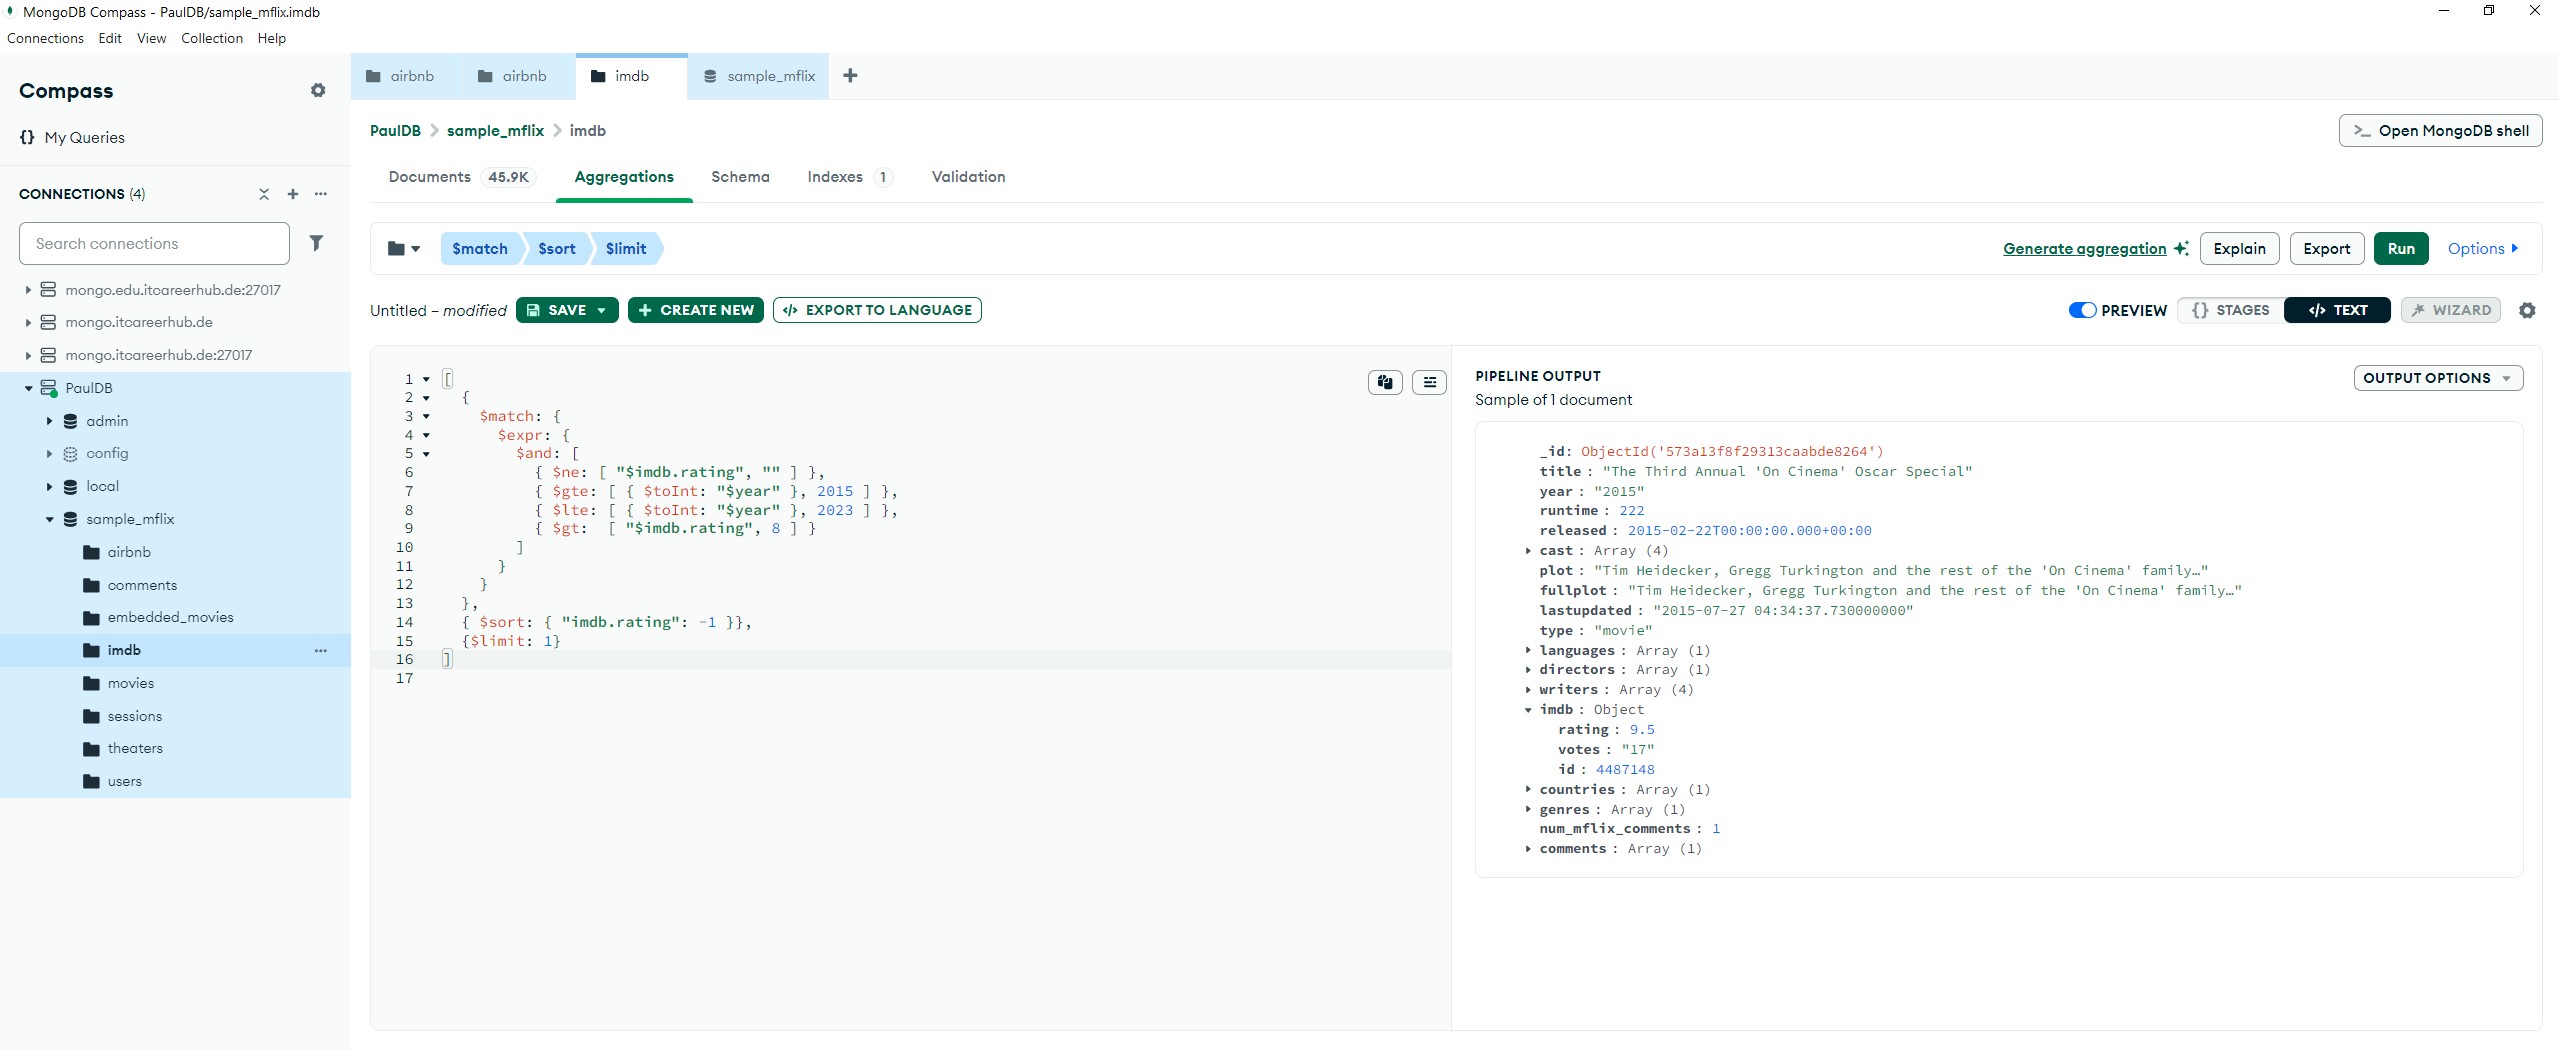 MongoDB Compass - PaulDB/sample_mflix.imdb
Connections Edit View Collection Help
Compass
My Queries
CONNECTIONS (4)
Search connections
mongo.edu.itcareerhub.de:27017
mongo.itcareerhub.de
mongo.itcareerhub.de:27017
PaulDB
admin
config
local
sample_mflix
airbnb
comments
embedded_movies
imdb
movies
sessions
theaters
users
airbnb airbnb imdb sample_mflix
PaulDB > sample_mflix > imdb
>_ Open MongoDB shell
Documents 45.9K Aggregations Schema Indexes 1 Validation
$match $sort $limit
Generate aggregation Explain Export Run Options
Untitled – modified SAVE + CREATE NEW </> EXPORT TO LANGUAGE
PREVIEW {} STAGES </> TEXT WIZARD
1 [
2 {
3 $match: {
4 $expr: {
5 $and: [
6 { $ne: [ "$imdb.rating", "" ] },
7 { $gte: [ { $toInt: "$year" }, 2015 ] },
8 { $lte: [ { $toInt: "$year" }, 2023 ] },
9 { $gt: [ "$imdb.rating", 8 ] }
10 ]
11 }
12 }
13 },
14 { $sort: { "imdb.rating": -1 }},
15 {$limit: 1}
16 ]
17
PIPELINE OUTPUT
Sample of 1 document
OUTPUT OPTIONS
_id: ObjectId('573a13f8f29313caabde8264')
title : "The Third Annual 'On Cinema' Oscar Special"
year : "2015"
runtime : 222
released : 2015-02-22T00:00:00.000+00:00
cast : Array (4)
plot : "Tim Heidecker, Gregg Turkington and the rest of the 'On Cinema' family…"
fullplot : "Tim Heidecker, Gregg Turkington and the rest of the 'On Cinema' family…"
lastupdated : "2015-07-27 04:34:37.730000000"
type : "movie"
languages : Array (1)
directors : Array (1)
writers : Array (4)
imdb : Object
rating : 9.5
votes : "17"
id : 4487148
countries : Array (1)
genres : Array (1)
num_mflix_comments : 1
comments : Array (1)